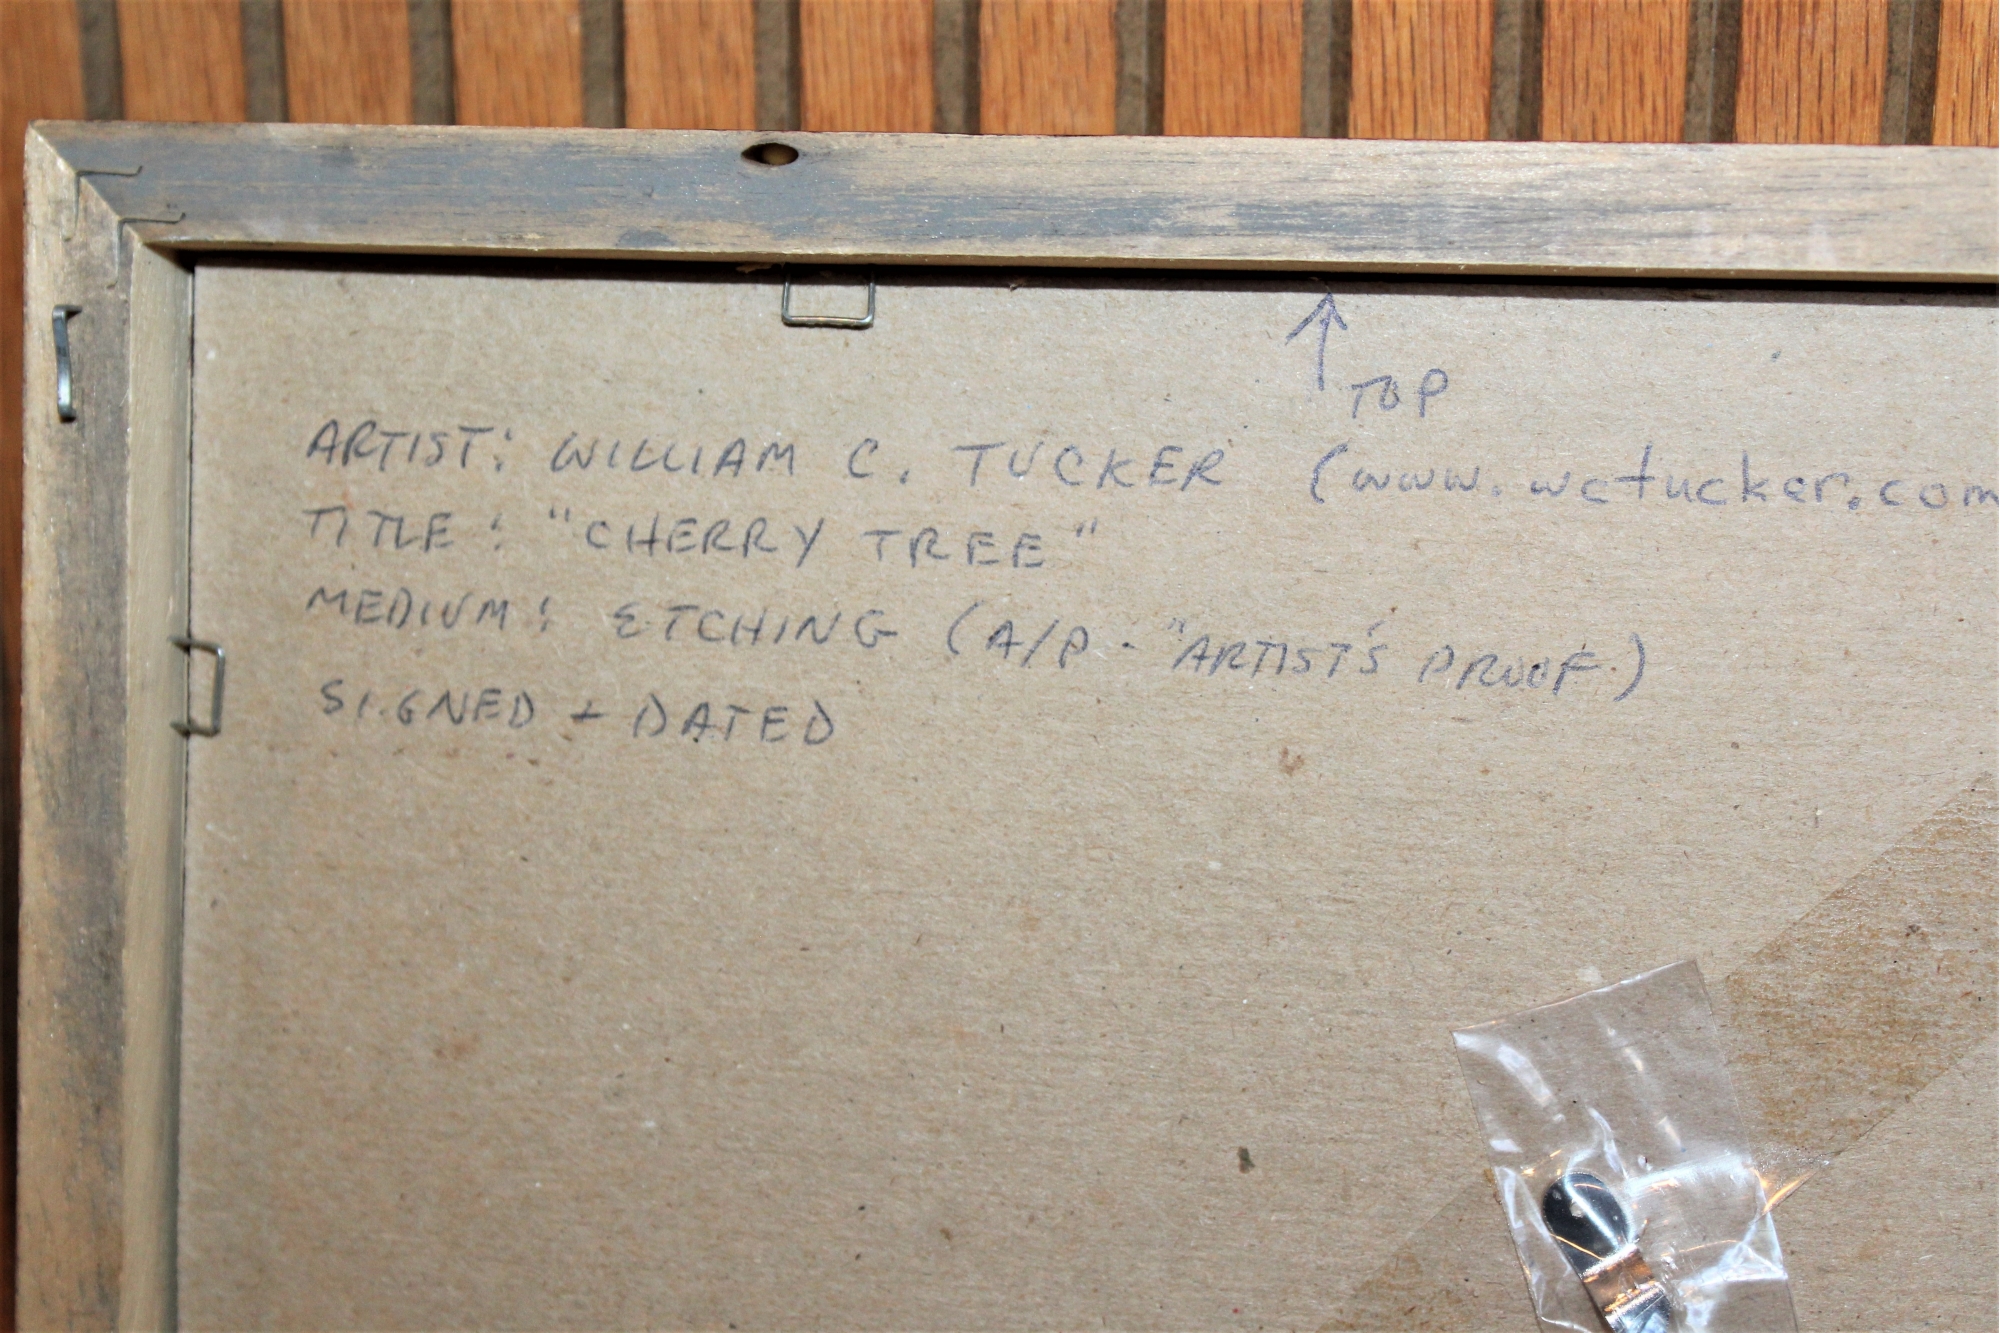 TOP
ARTIST: WILLIAM C. TUCKER (www.wctucker.com
TITLE: "CHERRY TREE"
MEDIUM: ETCHING (A/P - "ARTIST'S PROOF)
SIGNED + DATED